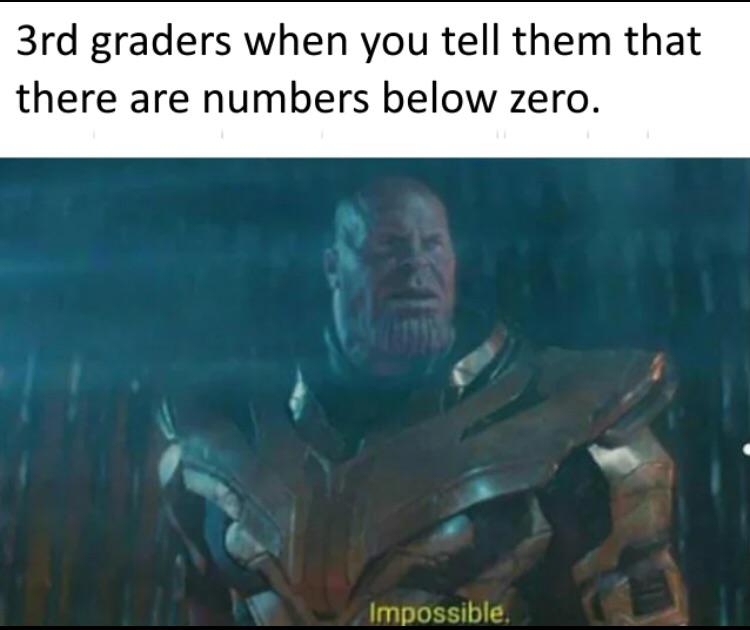 3rd graders when you tell them that
there are numbers below zero.
Impossible.